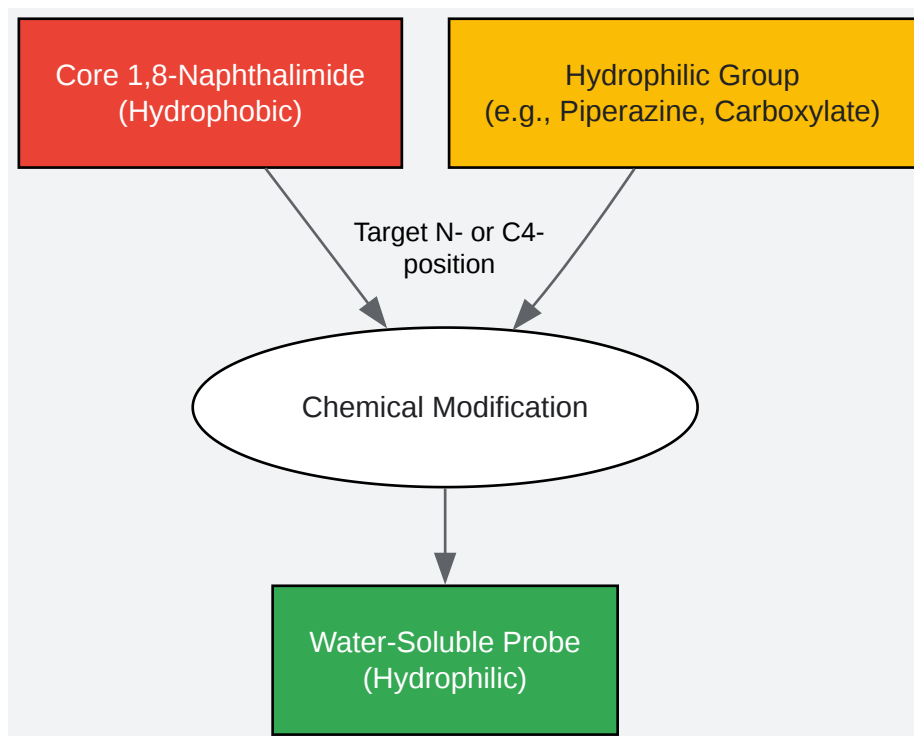 Core 1,8-Naphthalimide
(Hydrophobic)
Hydrophilic Group
(e.g., Piperazine, Carboxylate)
Target N- or C4-
position
Chemical Modification
Water-Soluble Probe
(Hydrophilic)